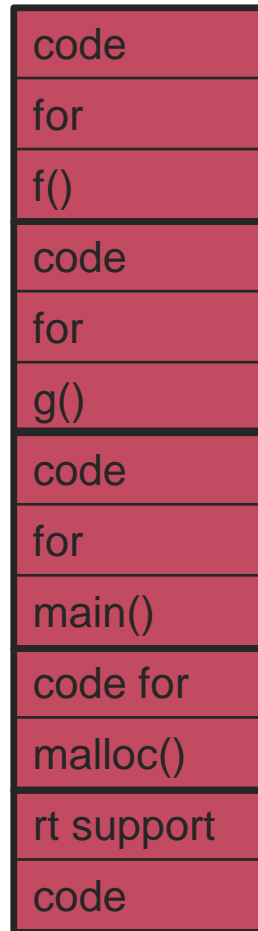 code
for
f()
code
for
g()
code
for
main()
code for
malloc()
rt support
code